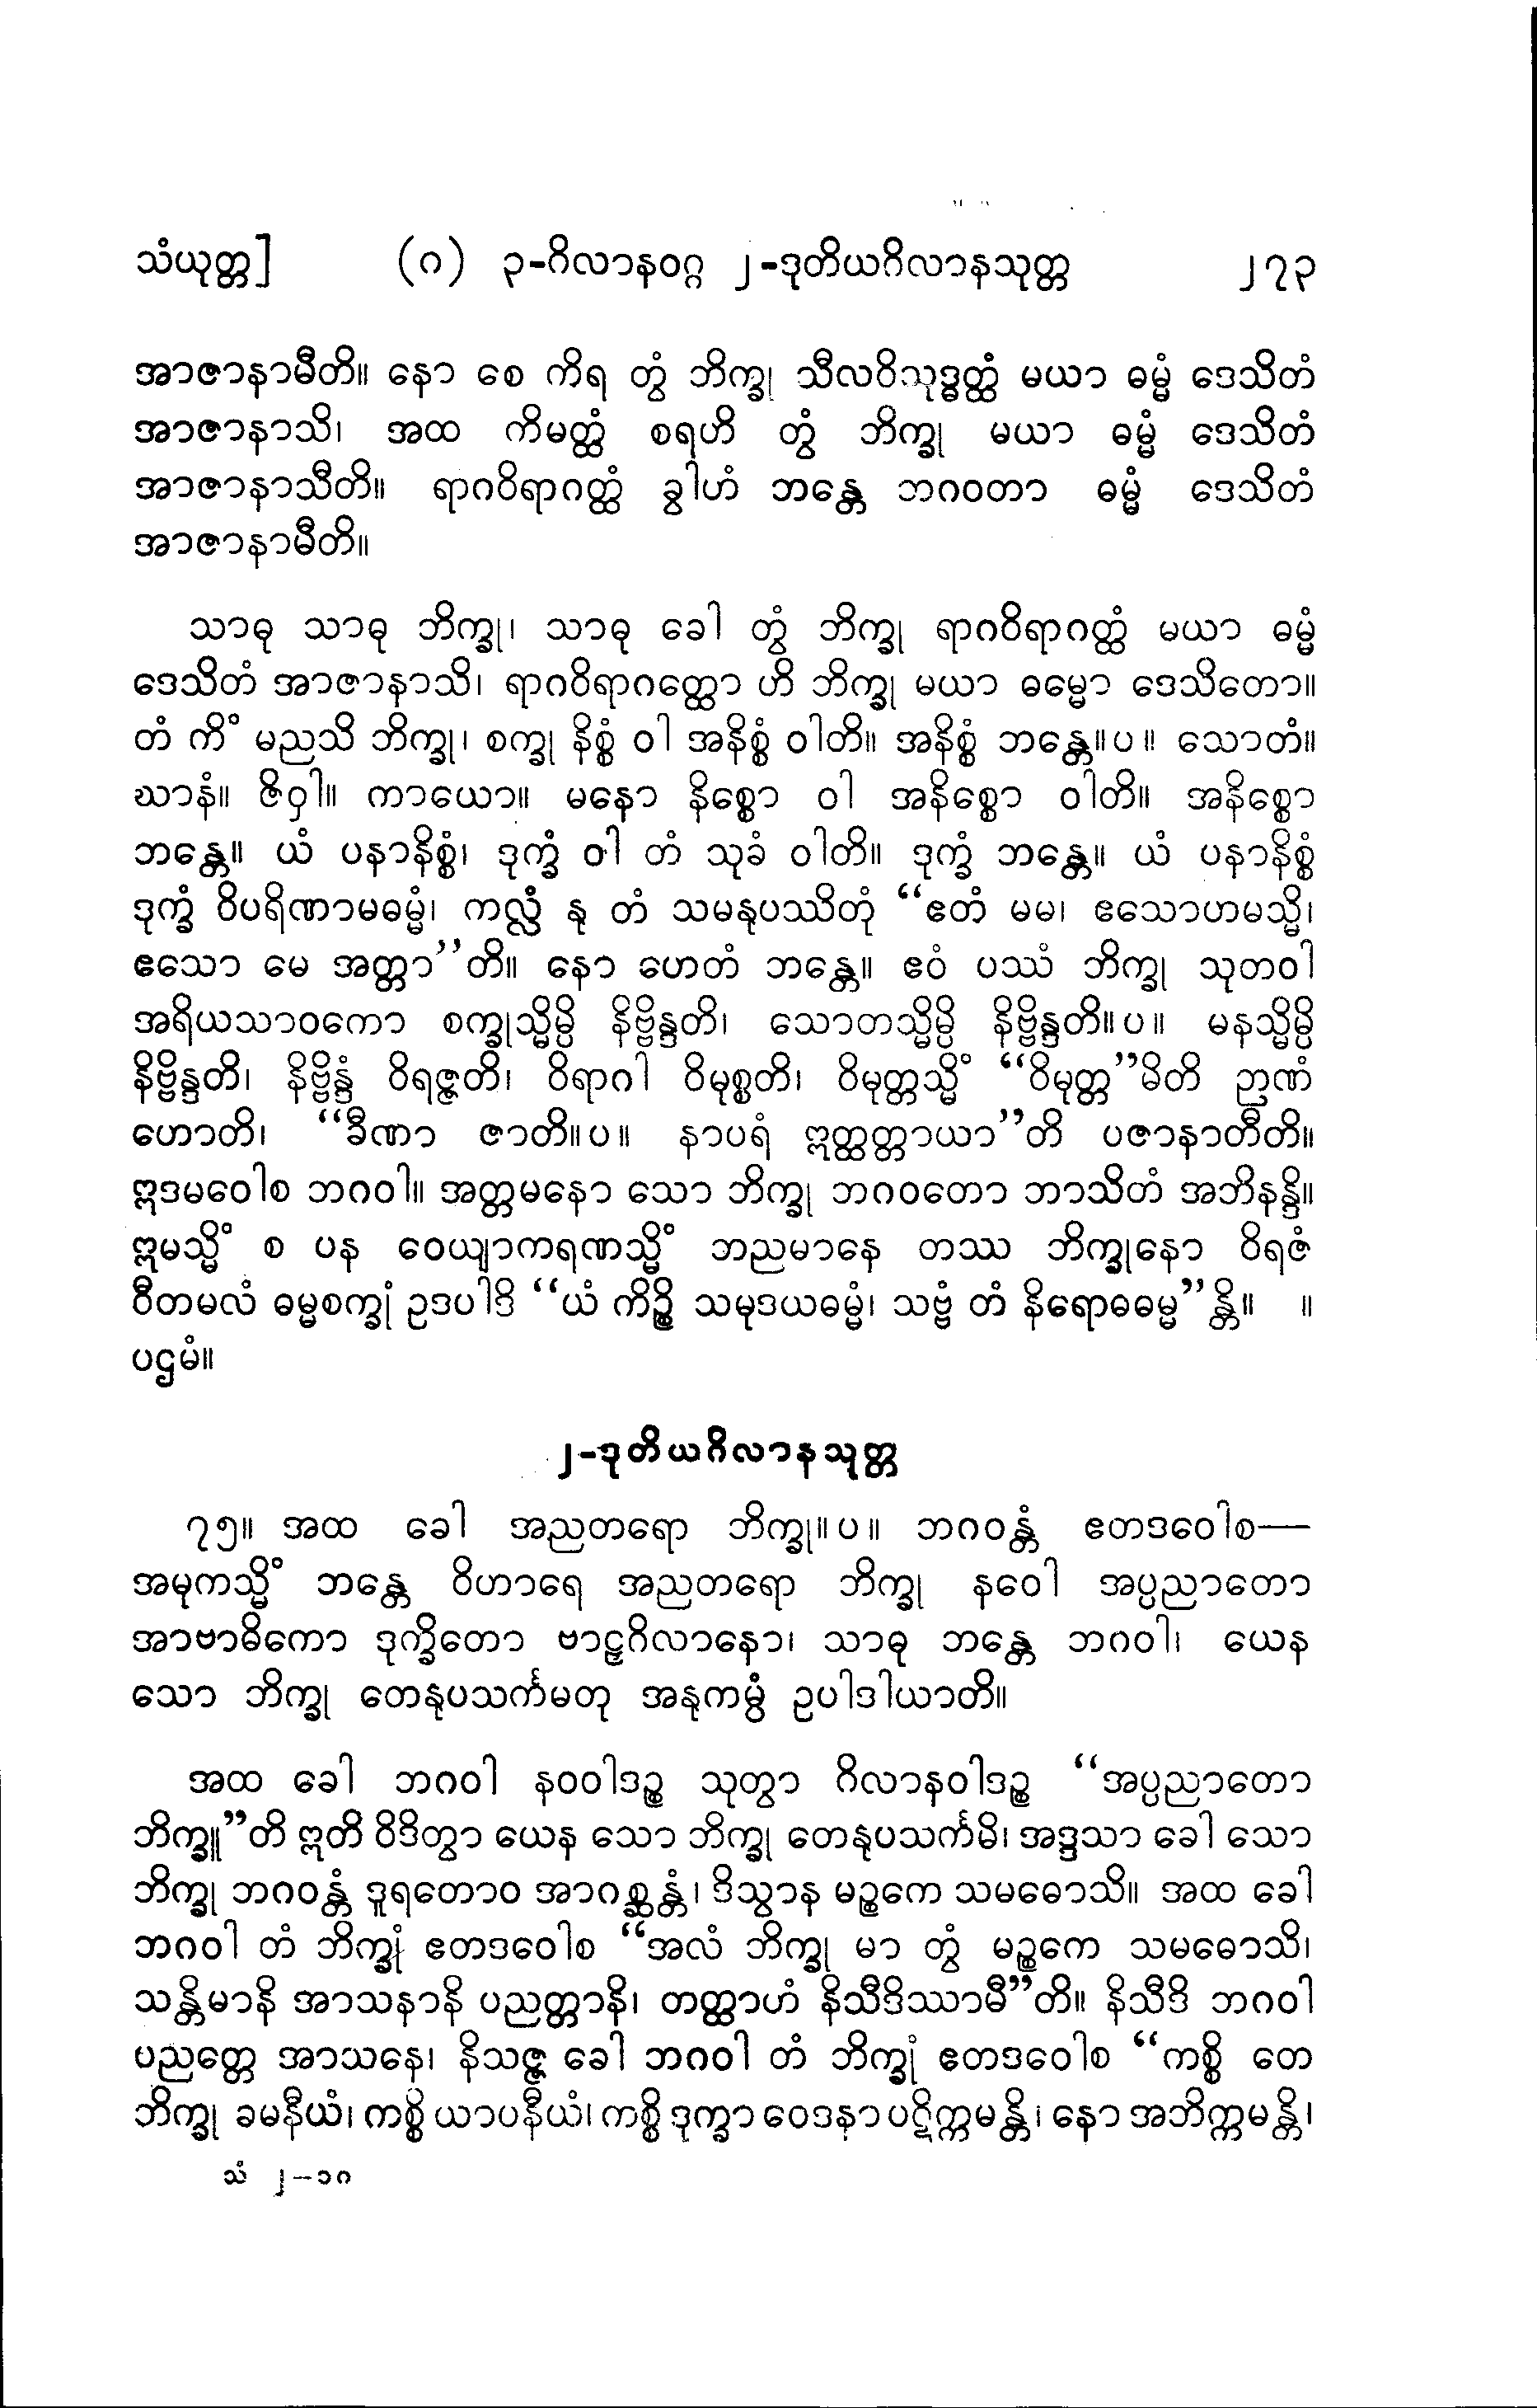 သံယုတ္တ] (ဂ) ၃-ဂိလာနဝဂ္ဂ ၂-ဒုတိယဂိလာနသုတ္တ ၂၇၃
အာဇာနာမီတိ။ နော စေ ကိရ တွံ ဘိက္ခု သီလဝိသုဒ္ဓတ္ထံ မယာ ဓမ္မံ ဒေသိတံ
အာဇာနာသိ၊ အထ ကိမတ္ထံ စရဟိ တွံ ဘိက္ခု မယာ ဓမ္မံ ဒေသိတံ
အာဇာနာသီတိ။ ရာဂဝိရာဂတ္ထံ ခွါဟံ ဘန္တေ ဘဂဝတာ ဓမ္မံ ဒေသိတံ
အာဇာနာမီတိ။
သာဓု သာဓု ဘိက္ခု၊ သာဓု ခေါ တွံ ဘိက္ခု ရာဂဝိရာဂတ္ထံ မယာ ဓမ္မံ
ဒေသိတံ အာဇာနာသိ၊ ရာဂဝိရာဂတ္ထော ဟိ ဘိက္ခု မယာ ဓမ္မော ဒေသိတော။
တံ ကိံ မညသိ ဘိက္ခု၊ စက္ခု နိစ္စံ ဝါ အနိစ္စံ ဝါတိ။ အနိစ္စံ ဘန္တေ။ပ။ သောတံ။
ဃာနံ။ ဇိဝှါ။ ကာယော။ မနော နိစ္စော ဝါ အနိစ္စော ဝါတိ။ အနိစ္စော
ဘန္တေ။ ယံ ပနာနိစ္စံ၊ ဒုက္ခံ ဝါ တံ သုခံ ဝါတိ။ ဒုက္ခံ ဘန္တေ။ ယံ ပနာနိစ္စံ
ဒုက္ခံ ဝိပရိဏာမဓမ္မံ၊ ကလ္လံ နု တံ သမနုပဿိတုံ “ဧတံ မမ၊ ဧသောဟမသ္မိ၊
ဧသော မေ အတ္တာ”တိ။ နော ဟေတံ ဘန္တေ။ ဧဝံ ပဿံ ဘိက္ခု သုတဝါ
အရိယသာဝကော စက္ခုသ္မိမ္ပိ နိဗ္ဗိန္ဒတိ၊ သောတသ္မိမ္ပိ နိဗ္ဗိန္ဒတိ။ပ။ မနသ္မိမ္ပိ
နိဗ္ဗိန္ဒတိ၊ နိဗ္ဗိန္ဒံ ဝိရဇ္ဇတိ၊ ဝိရာဂါ ဝိမုစ္စတိ၊ ဝိမုတ္တသ္မိံ “ဝိမုတ္တ”မိတိ ဉာဏံ
ဟောတိ၊ “ခီဏာ ဇာတိ။ပ။ နာပရံ ဣတ္ထတ္တာယာ”တိ ပဇာနာတီတိ။
ဣဒမဝေါစ ဘဂဝါ။ အတ္တမနော သော ဘိက္ခု ဘဂဝတော ဘာသိတံ အဘိနန္ဒိ။
ဣမသ္မိံ စ ပန ဝေယျာကရဏသ္မိံ ဘညမာနေ တဿ ဘိက္ခုနော ဝိရဇံ
ဝီတမလံ ဓမ္မစက္ခုံ ဥဒပါဒိ “ယံ ကိဉ္စိ သမုဒယဓမ္မံ၊ သဗ္ဗံ တံ နိရောဓဓမ္မ”န္တိ။ ။
ပဌမံ။
၂-ဒုတိယဂိလာနသုတ္တ
၇၅။ အထ ခေါ အညတရော ဘိက္ခု။ပ။ ဘဂဝန္တံ ဧတဒဝေါစ—
အမုကသ္မိံ ဘန္တေ ဝိဟာရေ အညတရော ဘိက္ခု နဝေါ အပ္ပညာတော
အာဗာဓိကော ဒုက္ခိတော ဗာဠှဂိလာနော၊ သာဓု ဘန္တေ ဘဂဝါ၊ ယေန
သော ဘိက္ခု တေနုပသင်္ကမတု အနုကမ္ပံ ဥပါဒါယာတိ။
အထ ခေါ ဘဂဝါ နဝဝါဒဉ္စ သုတွာ ဂိလာနဝါဒဉ္စ “အပ္ပညာတော
ဘိက္ခူ”တိ ဣတိ ဝိဒိတွာ ယေန သော ဘိက္ခု တေနုပသင်္ကမိ၊ အဒ္ဒသာ ခေါ သော
ဘိက္ခု ဘဂဝန္တံ ဒူရတောဝ အာဂစ္ဆန္တံ၊ ဒိသွာန မဉ္စကေ သမဓောသိ။ အထ ခေါ
ဘဂဝါ တံ ဘိက္ခုံ ဧတဒဝေါစ “အလံ ဘိက္ခု မာ တွံ မဉ္စကေ သမဓောသိ၊
သန္တိမာနိ အာသနာနိ ပညတ္တာနိ၊ တတ္ထာဟံ နိသီဒိဿာမီ”တိ။ နိသီဒိ ဘဂဝါ
ပညတ္တေ အာသနေ၊ နိသဇ္ဇ ခေါ ဘဂဝါ တံ ဘိက္ခုံ ဧတဒဝေါစ “ကစ္စိ တေ
ဘိက္ခု ခမနီယံ၊ ကစ္စိ ယာပနီယံ၊ ကစ္စိ ဒုက္ခာ ဝေဒနာ ပဋိက္ကမန္တိ၊ နော အဘိက္ကမန္တိ၊
သံ ၂–၁၈